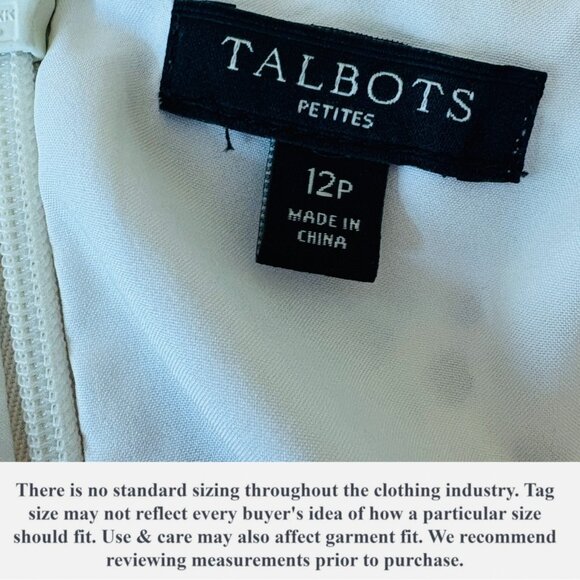 TALBOTS
PETITES
12P
MADE IN
CHINA
There is no standard sizing throughout the clothing industry. Tag
size may not reflect every buyer's idea of how a particular size
should fit. Use & care may also affect garment fit. We recommend
reviewing measurements prior to purchase.